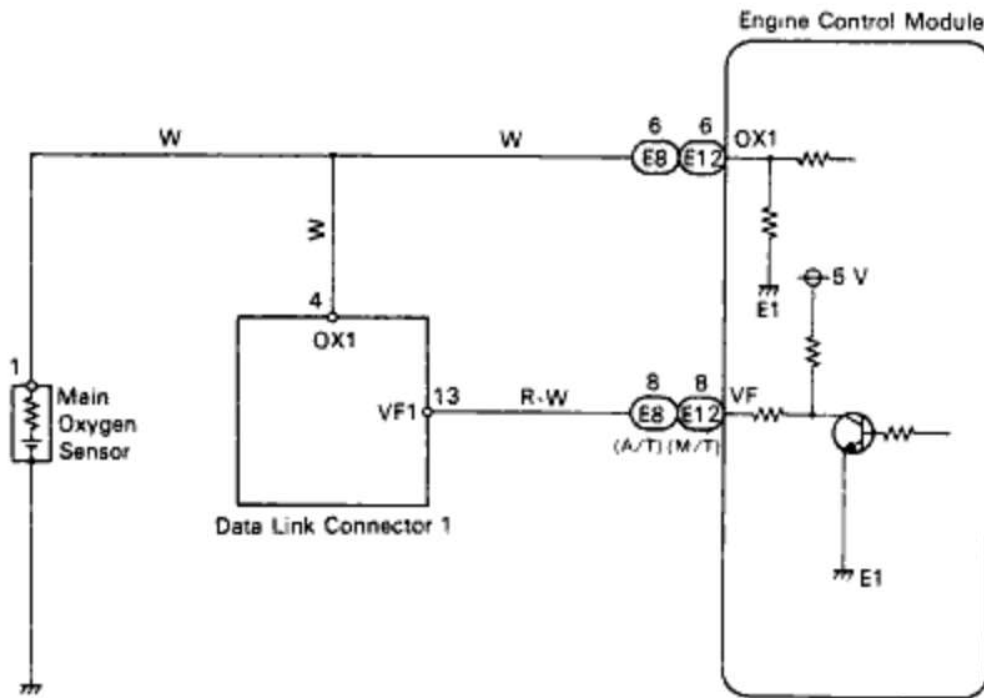 Engine Control Module
W
W
6
6
E8
E12
OX1
W
5 V
E1
4
OX1
1
Main
Oxygen
Sensor
VF1
13
R-W
8
8
E8
E12
VF
(A/T)
(M/T)
Data Link Connector 1
E1